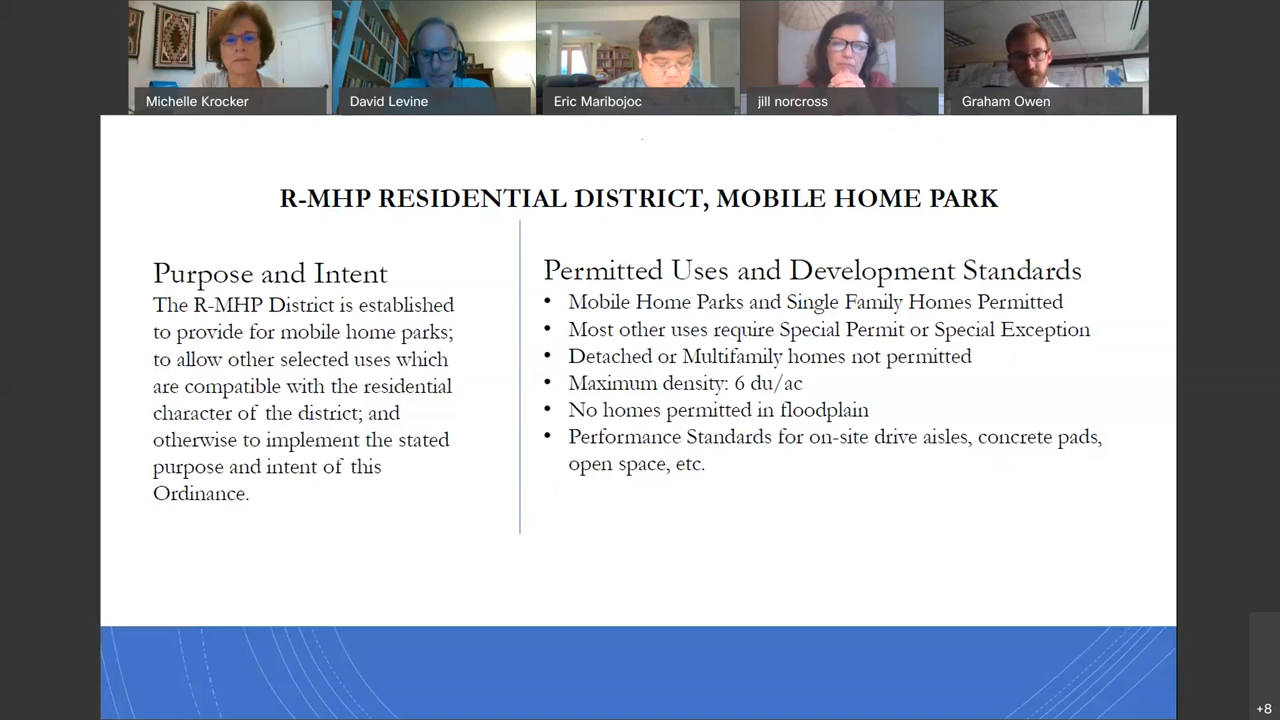 Michelle Krocker
David Levine
Eric Maribojoc
jill norcross
Graham Owen
R-MHP RESIDENTIAL DISTRICT, MOBILE HOME PARK
Purpose and Intent
The R-MHP District is established
to provide for mobile home parks;
to allow other selected uses which
are compatible with the residential
character of the district; and
otherwise to implement the stated
purpose and intent of this
Ordinance.
Permitted Uses and Development Standards
• Mobile Home Parks and Single Family Homes Permitted
• Most other uses require Special Permit or Special Exception
• Detached or Multifamily homes not permitted
• Maximum density: 6 du/ac
• No homes permitted in floodplain
• Performance Standards for on-site drive aisles, concrete pads,
open space, etc.
+8